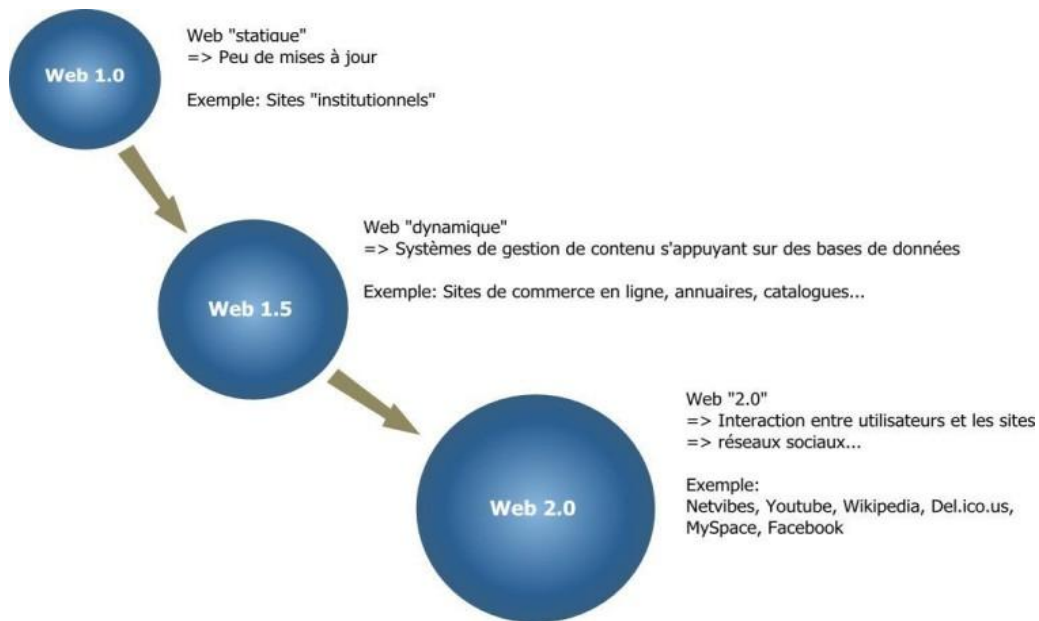 Web 1.0
Web "statique"
=> Peu de mises à jour
Exemple: Sites "institutionnels"
Web 1.5
Web "dynamique"
=> Systèmes de gestion de contenu s'appuyant sur des bases de données
Exemple: Sites de commerce en ligne, annuaires, catalogues...
Web 2.0
Web "2.0"
=> Interaction entre utilisateurs et les sites
=> réseaux sociaux...
Exemple:
Netvibes, Youtube, Wikipedia, Del.ico.us,
MySpace, Facebook